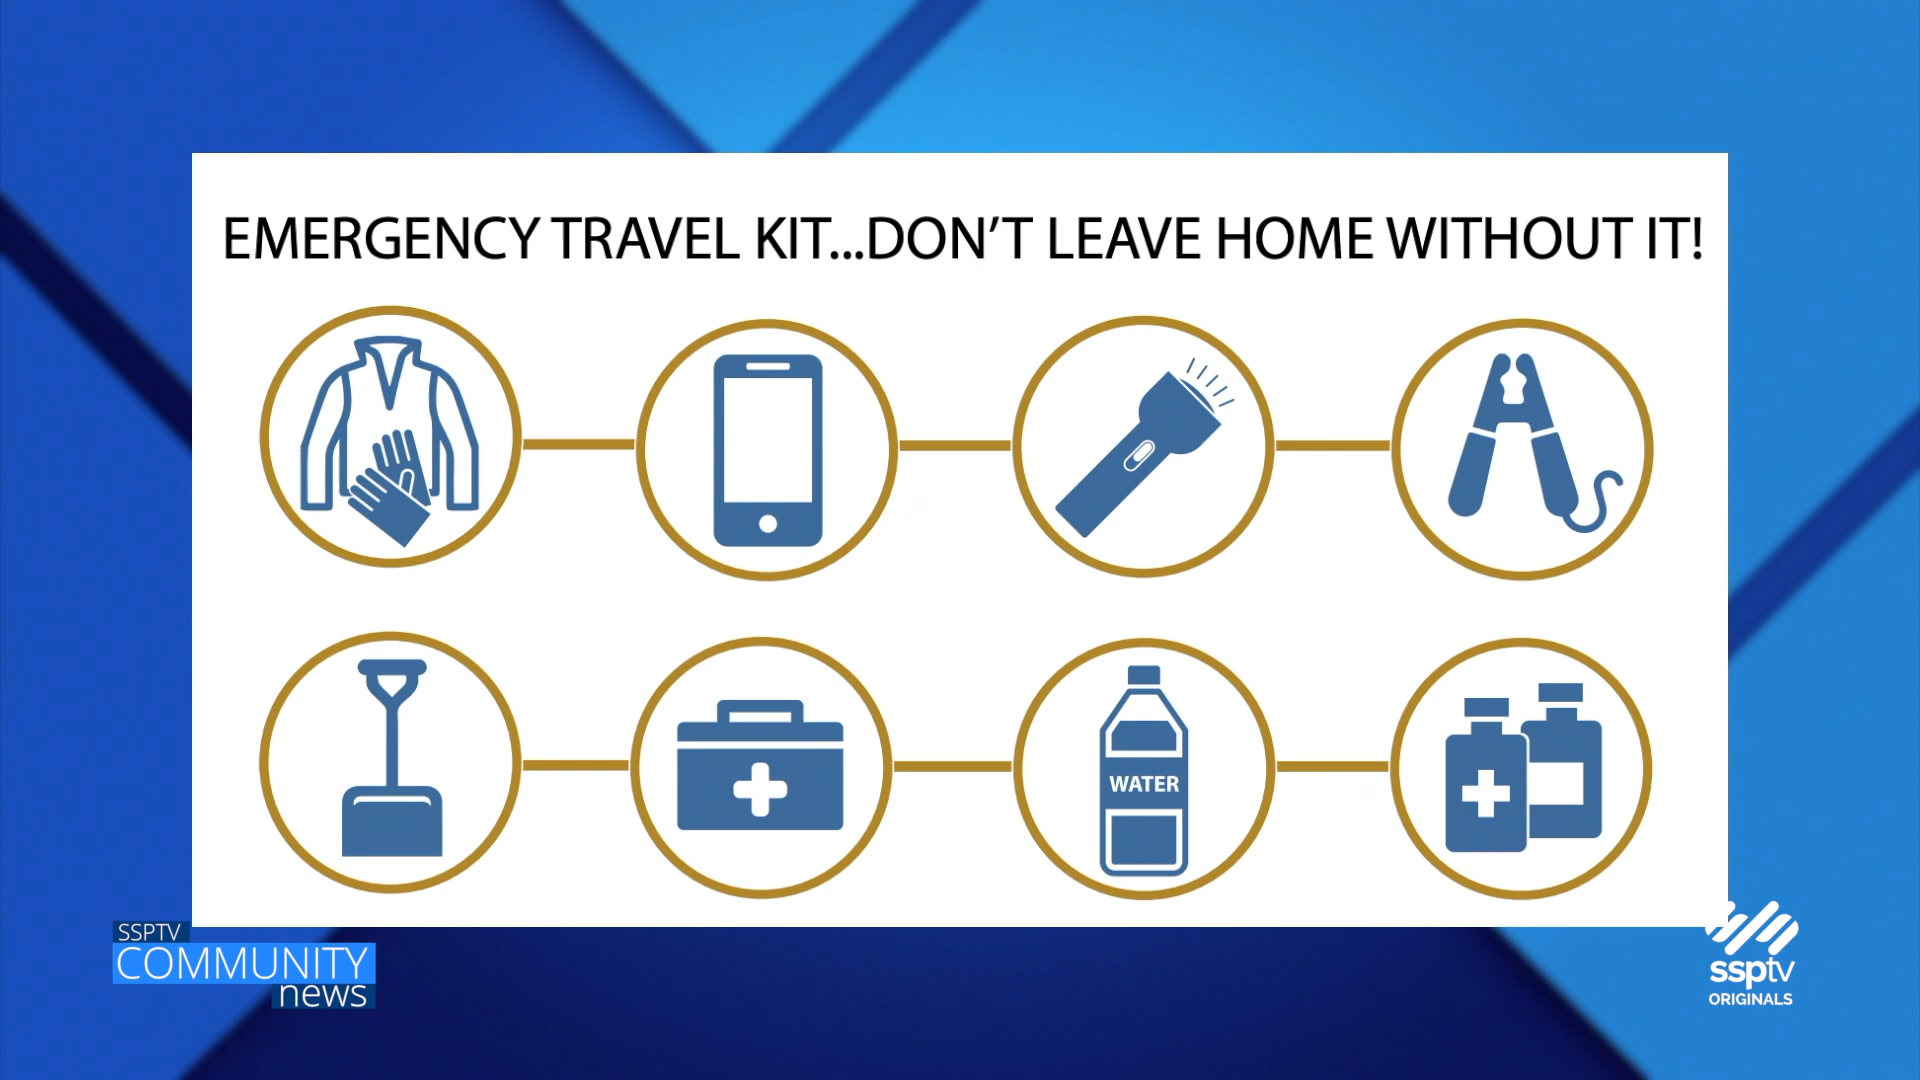 EMERGENCY TRAVEL KIT...DON’T LEAVE HOME WITHOUT IT!
WATER
SSPTV
COMMUNITY
news
ssptv
ORIGINALS